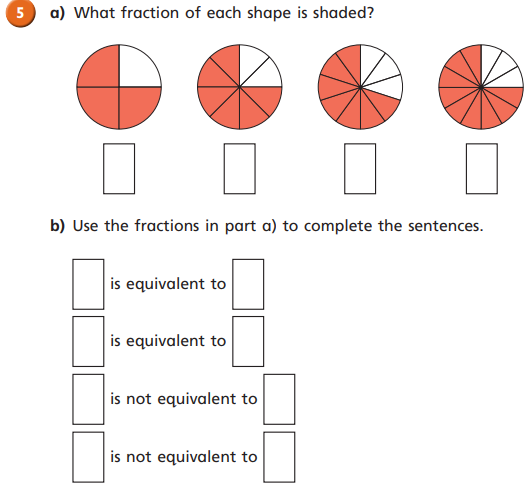 5 a) What fraction of each shape is shaded?
b) Use the fractions in part a) to complete the sentences.
is equivalent to
is equivalent to
is not equivalent to
is not equivalent to